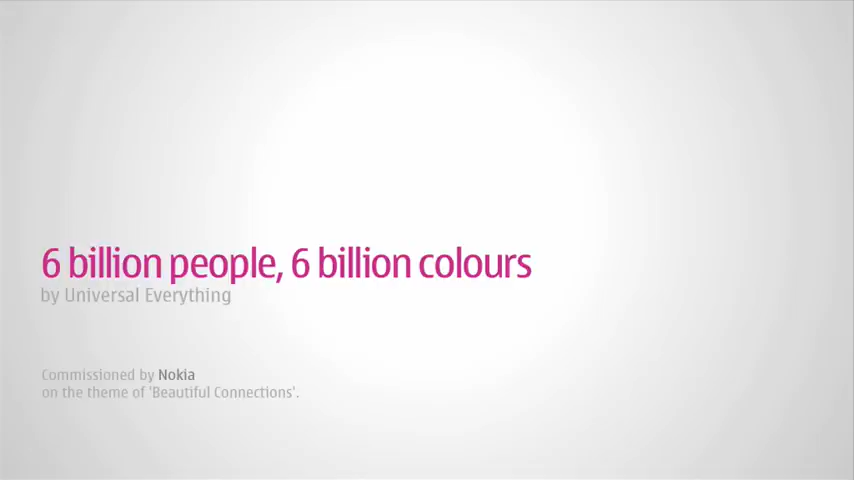 6 billion people, 6 billion colours
by Universal Everything
Commissioned by Nokia
on the theme of 'Beautiful Connections'.